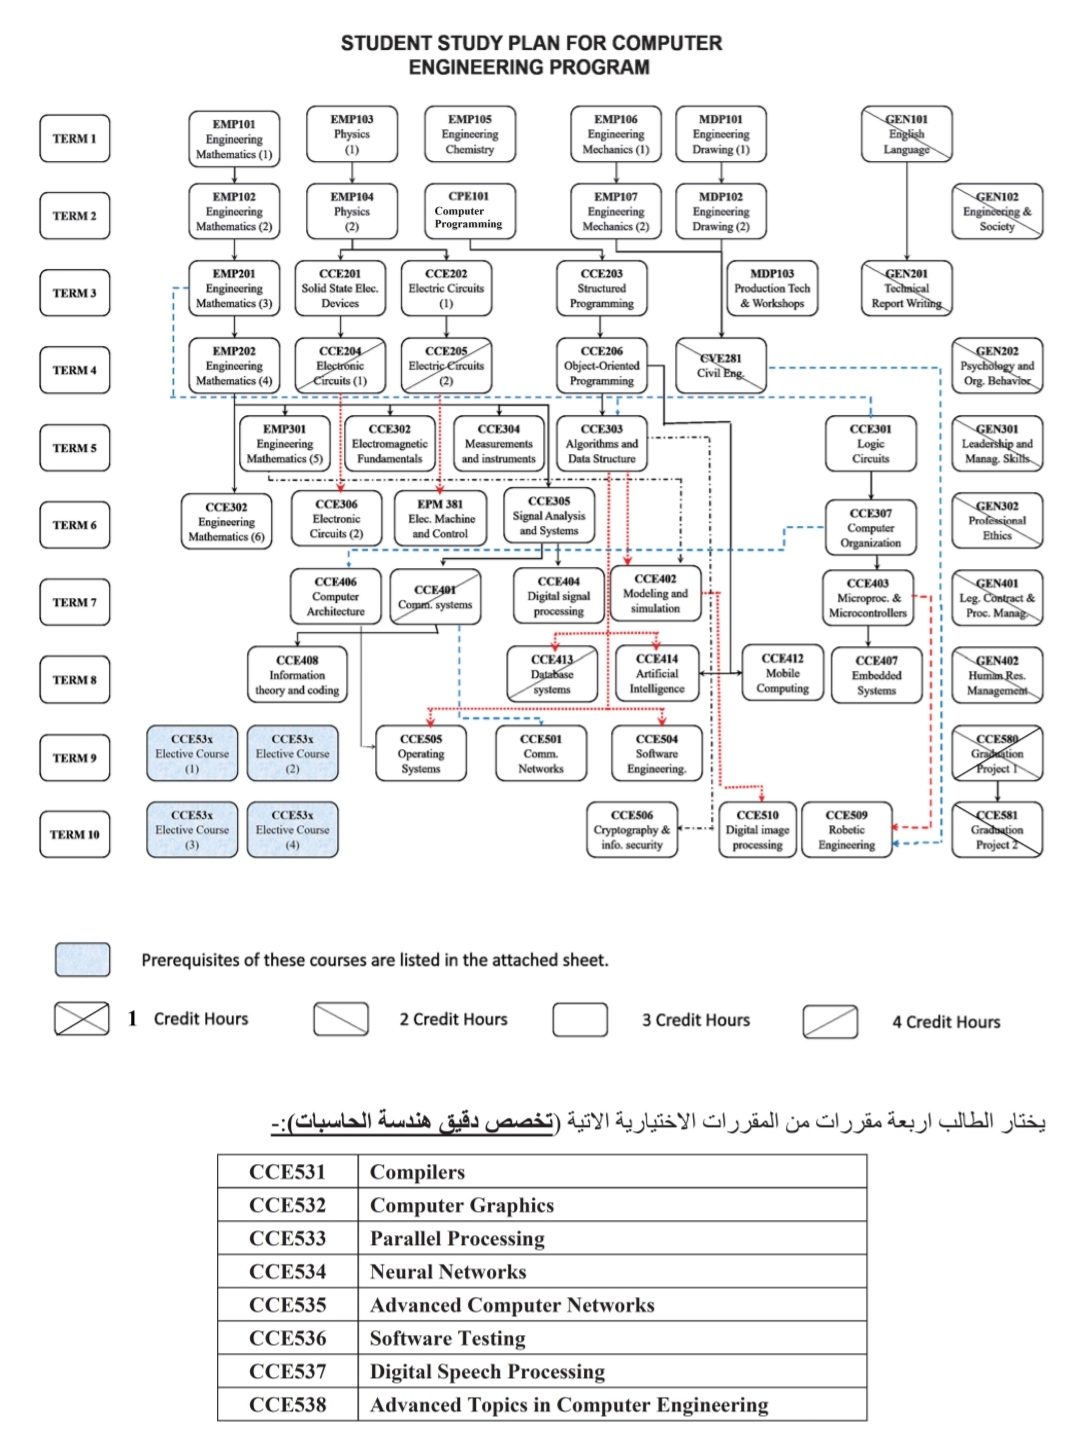 STUDENT STUDY PLAN FOR COMPUTER
ENGINEERING PROGRAM
TERM 1
EMP101
Engineering
Mathematics (1)
EMP103
Physics
(1)
EMP105
Engineering
Chemistry
EMP106
Engineering
Mechanics (1)
MDP101
Engineering
Drawing (1)
GEN101
English
Language
TERM 2
EMP102
Engineering
Mathematics (2)
EMP104
Physics
(2)
CPE101
Computer
Programming
EMP107
Engineering
Mechanics (2)
MDP102
Engineering
Drawing (2)
GEN102
Engineering &
Society
TERM 3
EMP201
Engineering
Mathematics (3)
CCE201
Solid State Elec.
Devices
CCE202
Electric Circuits
(1)
CCE203
Structured
Programming
MDP103
Production Tech
& Workshops
GEN201
Technical
Report Writing
TERM 4
EMP202
Engineering
Mathematics (4)
CCE204
Electronic
Circuits (1)
CCE205
Electric Circuits
(2)
CCE206
Object-Oriented
Programming
CVE281
Civil Eng.
GEN202
Psychology and
Org. Behavior
TERM 5
EMP301
Engineering
Mathematics (5)
CCE302
Electromagnetic
Fundamentals
CCE304
Measurements
and instruments
CCE303
Algorithms and
Data Structure
CCE301
Logic
Circuits
GEN301
Leadership and
Manag. Skills
TERM 6
CCE302
Engineering
Mathematics (6)
CCE306
Electronic
Circuits (2)
EPM 381
Elec. Machine
and Control
CCE305
Signal Analysis
and Systems
CCE307
Computer
Organization
GEN302
Professional
Ethics
TERM 7
CCE406
Computer
Architecture
CCE401
Comm. systems
CCE404
Digital signal
processing
CCE402
Modeling and
simulation
CCE403
Microproc. &
Microcontrollers
GEN401
Leg. Contract &
Proc. Manag.
TERM 8
CCE408
Information
theory and coding
CCE413
Database
systems
CCE414
Artificial
Intelligence
CCE412
Mobile
Computing
CCE407
Embedded
Systems
GEN402
Human Res.
Management
TERM 9
CCE53x
Elective Course
(1)
CCE53x
Elective Course
(2)
CCE505
Operating
Systems
CCE501
Comm.
Networks
CCE504
Software
Engineering.
CCE580
Graduation
Project 1
TERM 10
CCE53x
Elective Course
(3)
CCE53x
Elective Course
(4)
CCE506
Cryptography &
info. security
CCE510
Digital image
processing
CCE509
Robetic
Engineering
CCE581
Graduation
Project 2
Prerequisites of these courses are listed in the attached sheet.
1 Credit Hours
2 Credit Hours
3 Credit Hours
4 Credit Hours
يختار الطالب اربعة مقررات من المقررات الاختيارية الاتية (تخصص دقيق هندسة الحاسبات):-
CCE531 Compilers
CCE532 Computer Graphics
CCE533 Parallel Processing
CCE534 Neural Networks
CCE535 Advanced Computer Networks
CCE536 Software Testing
CCE537 Digital Speech Processing
CCE538 Advanced Topics in Computer Engineering